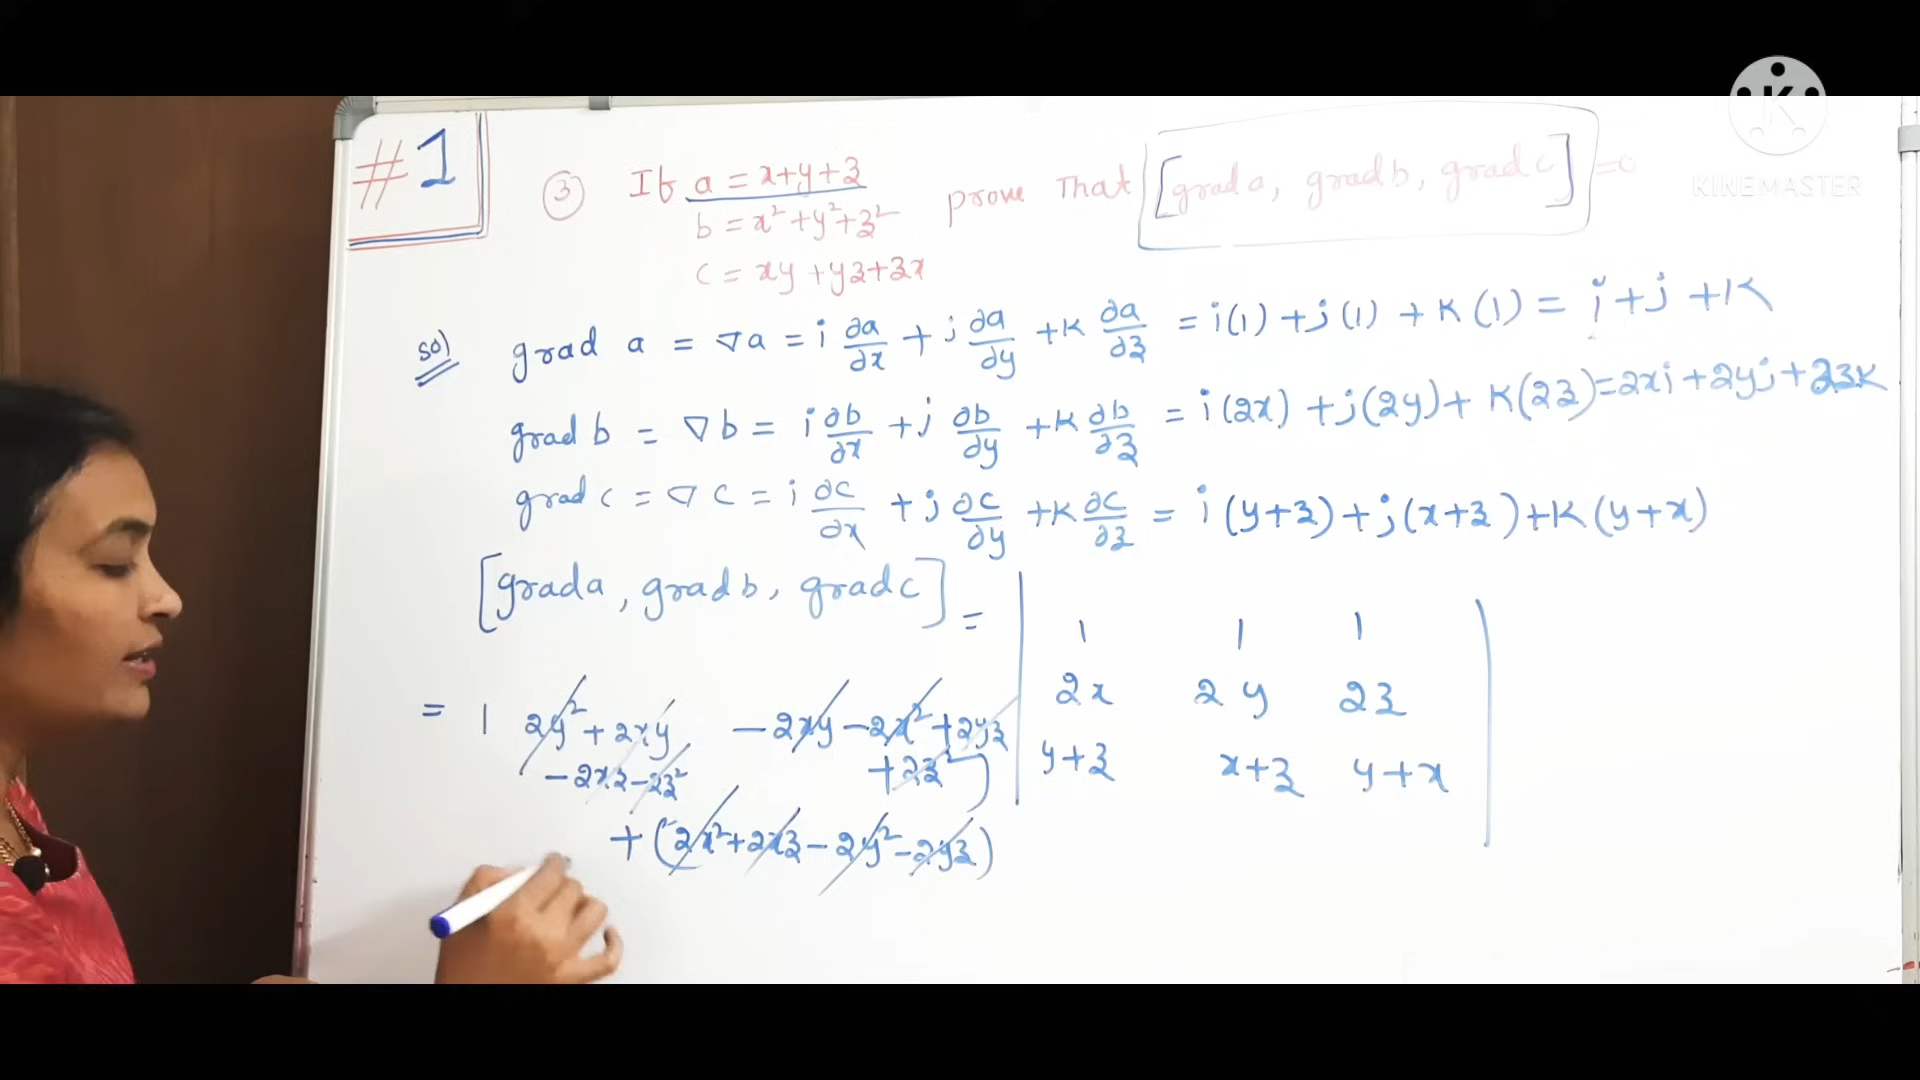 #1
③ If a = x+y+z prove that [grad a, grad b, grad c] = 0
b = x²+y²+z²
c = xy+yz+zx
KINEMASTER
sol) grad a = ∇a = i ∂a/∂x + j ∂a/∂y + k ∂a/∂z = i(1) + j(1) + k(1) = i + j + k
grad b = ∇b = i ∂b/∂x + j ∂b/∂y + k ∂b/∂z = i(2x) + j(2y) + k(2z) = 2xi + 2yj + 2zk
grad c = ∇c = i ∂c/∂x + j ∂c/∂y + k ∂c/∂z = i(y+z) + j(x+z) + k(y+x)
[grad a, grad b, grad c] = | 1 1 1
2x 2y 2z
y+z x+z y+x |
= 1 2y² + 2xy - 2xy - 2x² + 2yz
- 2xz - 2z² + 2z² )
+ (2x² + 2xz - 2y² - 2yz)